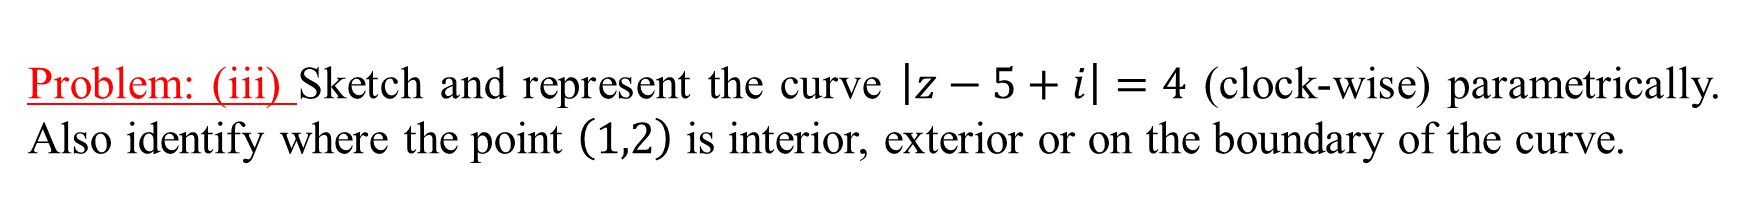 Problem: (iii) Sketch and represent the curve |z − 5 + i| = 4 (clock-wise) parametrically.
Also identify where the point (1,2) is interior, exterior or on the boundary of the curve.